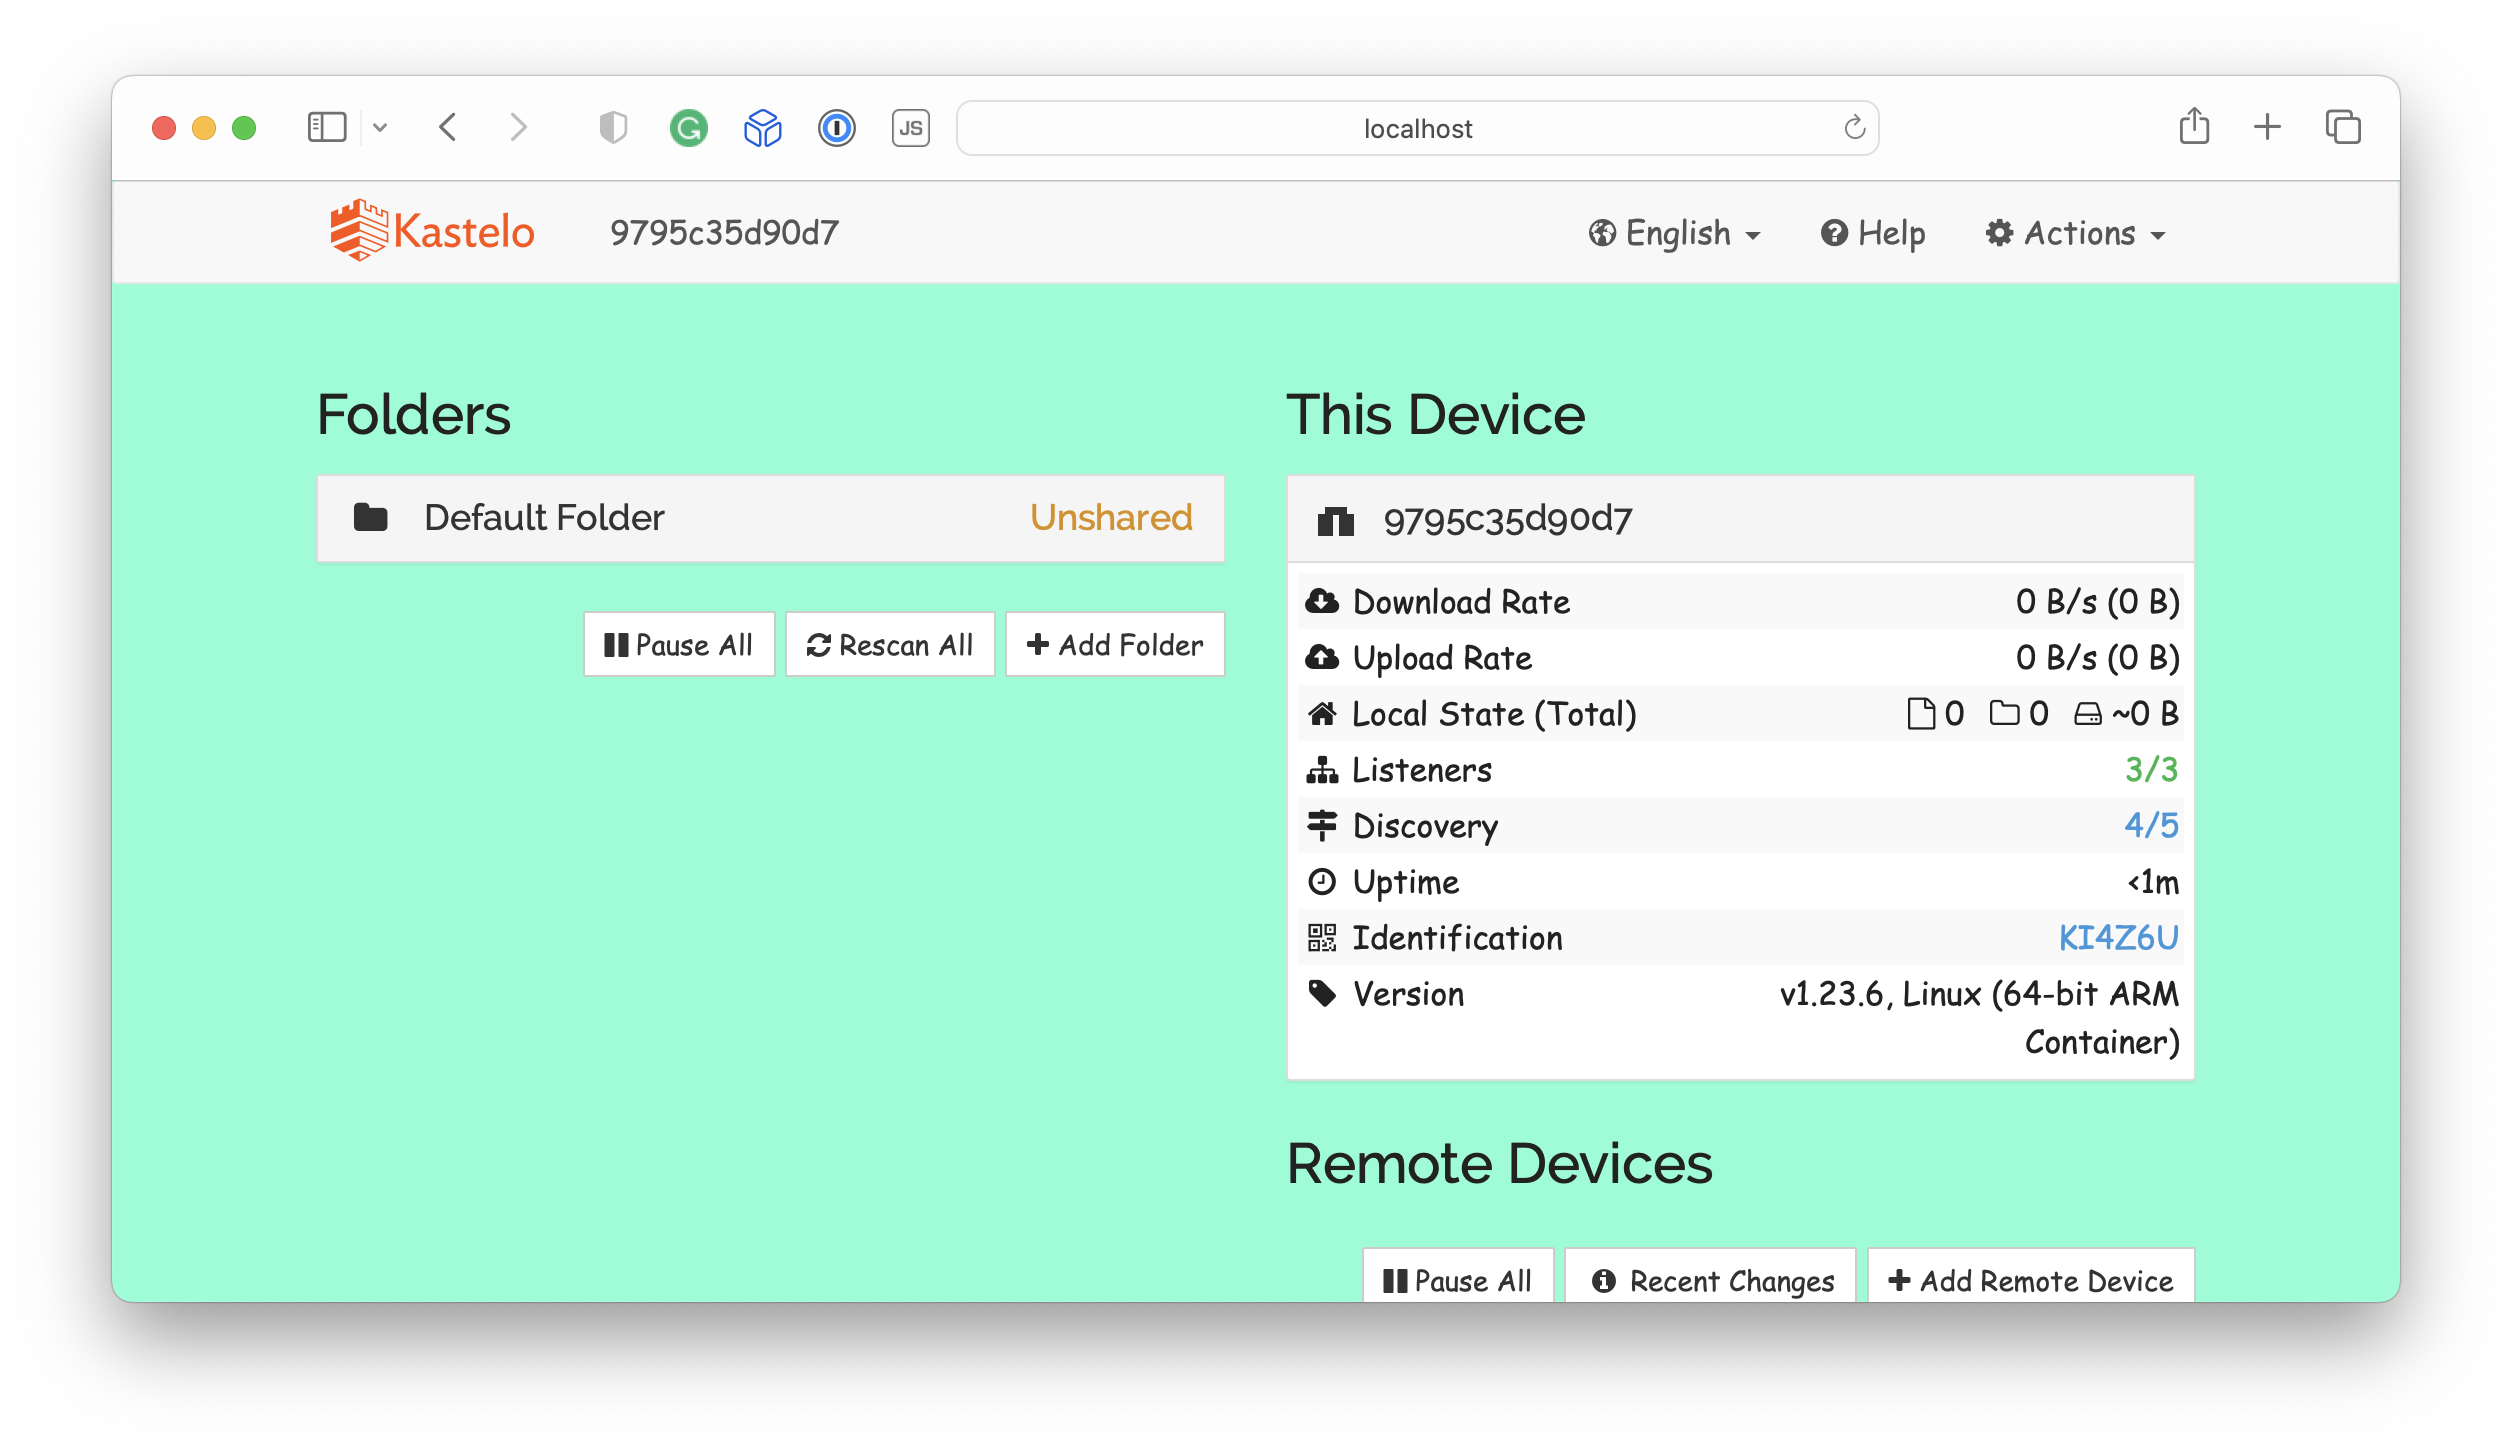 JS
localhost
Kastelo 9795c35d90d7 English Help Actions
Folders
Default Folder Unshared
Pause All Rescan All Add Folder
This Device
9795c35d90d7
Download Rate 0 B/s (0 B)
Upload Rate 0 B/s (0 B)
Local State (Total) 0 0 ~0 B
Listeners 3/3
Discovery 4/5
Uptime <1m
Identification KI4Z6U
Version v1.23.6, Linux (64-bit ARM
Container)
Remote Devices
Pause All Recent Changes Add Remote Device